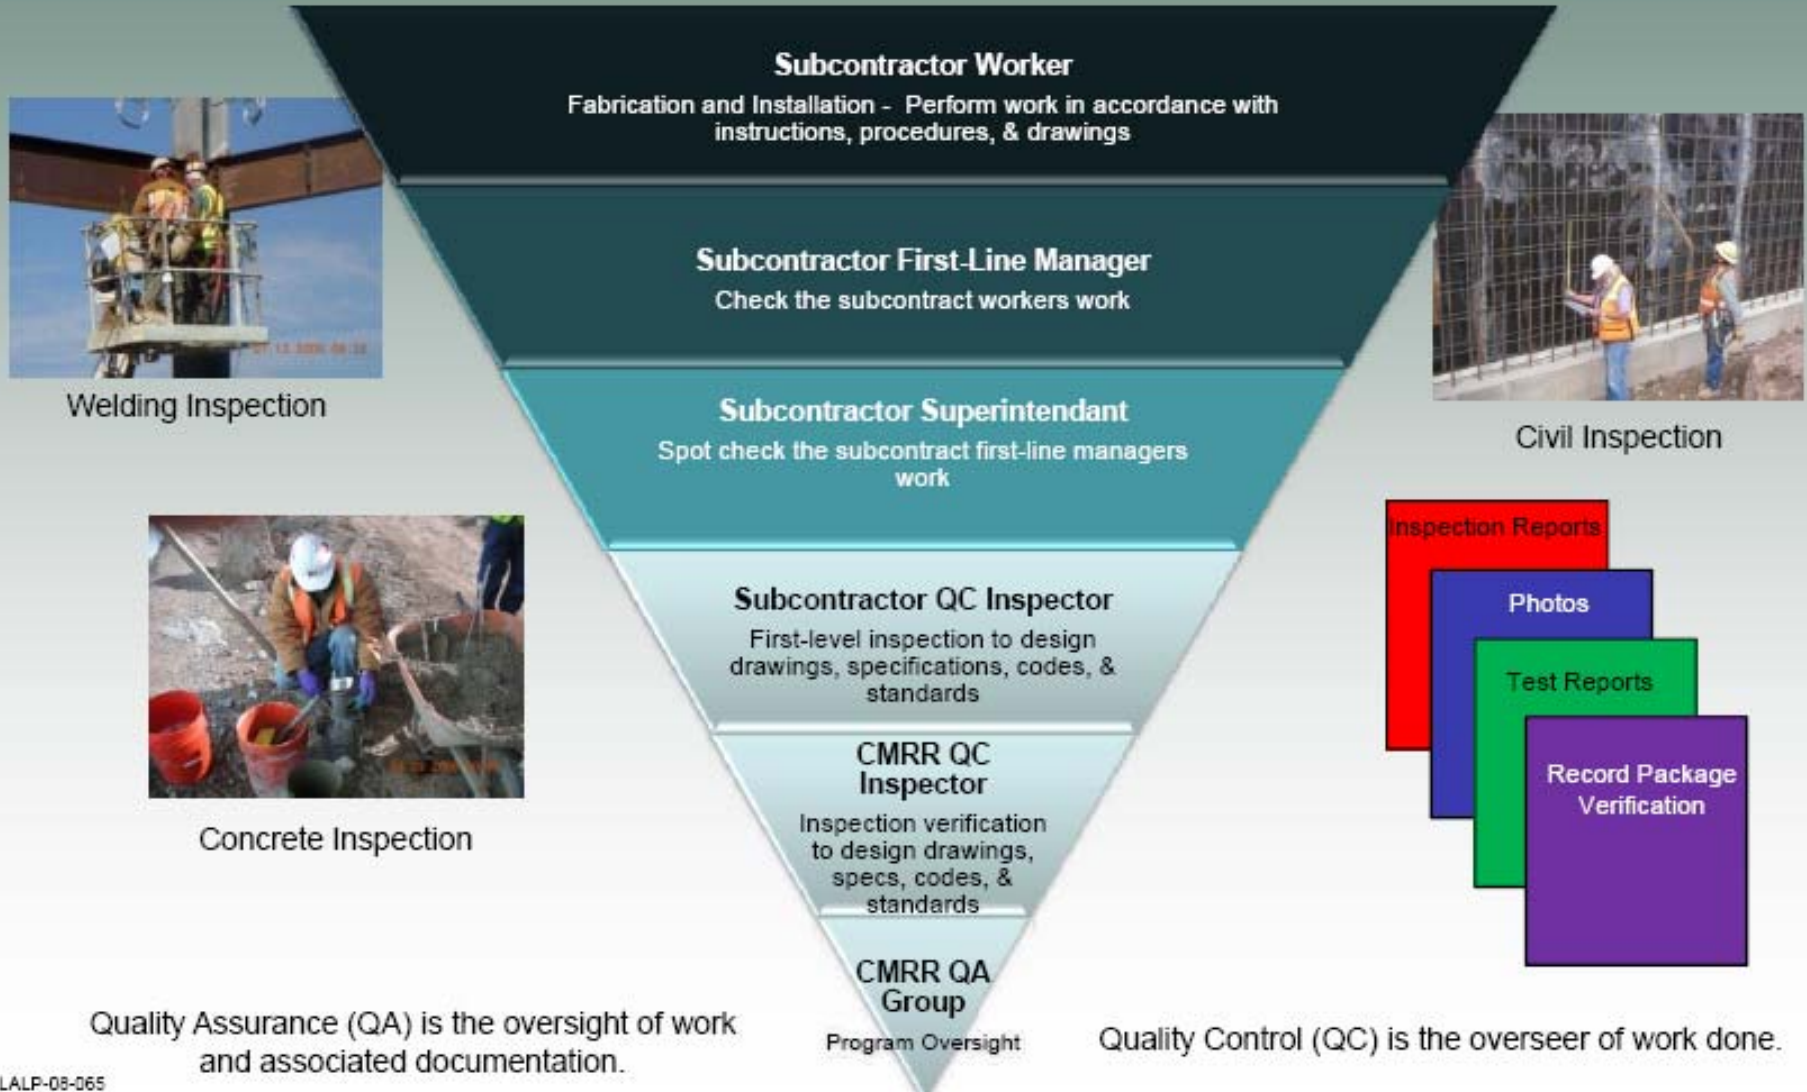 Subcontractor Worker
Fabrication and Installation - Perform work in accordance with
instructions, procedures, & drawings
Subcontractor First-Line Manager
Check the subcontract workers work
Welding Inspection
Subcontractor Superintendant
Spot check the subcontract first-line managers
work
Civil Inspection
Inspection Reports
Photos
Test Reports
Record Package
Verification
Subcontractor QC Inspector
First-level inspection to design
drawings, specifications, codes, &
standards
Concrete Inspection
CMRR QC
Inspector
Inspection verification
to design drawings,
specs, codes, &
standards
CMRR QA
Group
Program Oversight
Quality Assurance (QA) is the oversight of work
and associated documentation.
Quality Control (QC) is the overseer of work done.
LALP-08-065